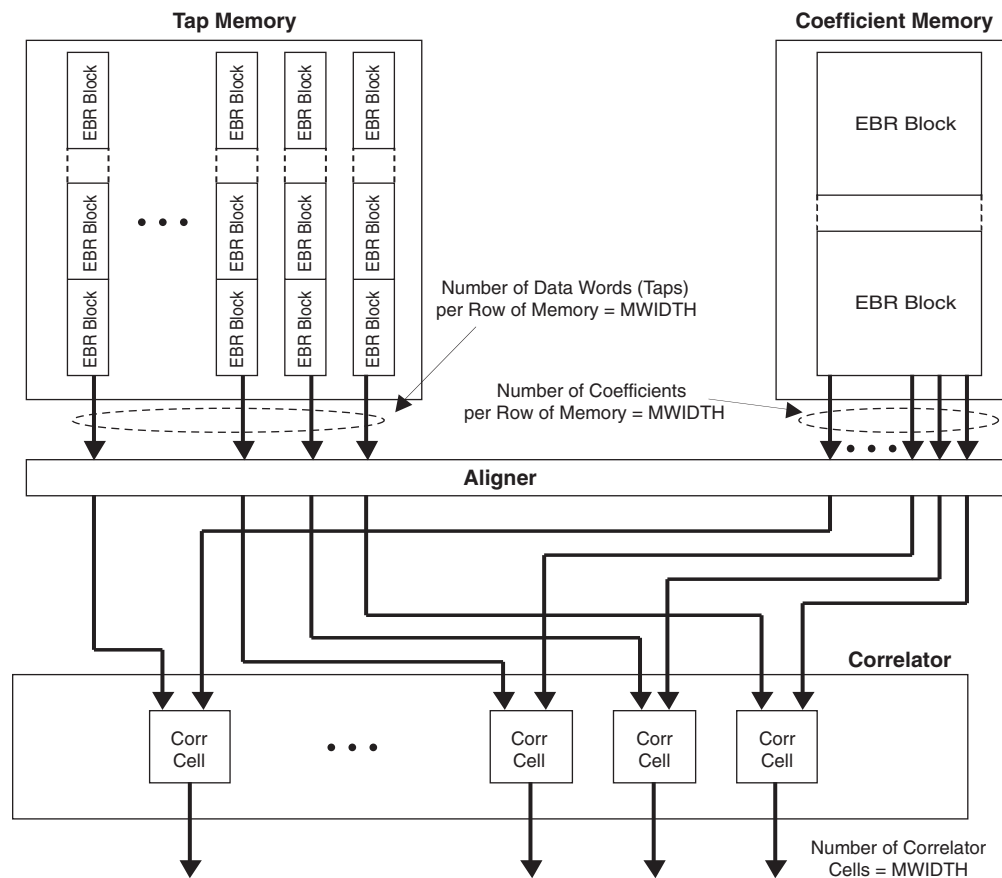 Tap Memory
Coefficient Memory
EBR Block
EBR Block
EBR Block
EBR Block
EBR Block
EBR Block
EBR Block
EBR Block
EBR Block
EBR Block
EBR Block
EBR Block
EBR Block
EBR Block
Number of Data Words (Taps)
per Row of Memory = MWIDTH
Number of Coefficients
per Row of Memory = MWIDTH
Aligner
Correlator
Corr
Cell
Corr
Cell
Corr
Cell
Corr
Cell
Number of Correlator
Cells = MWIDTH